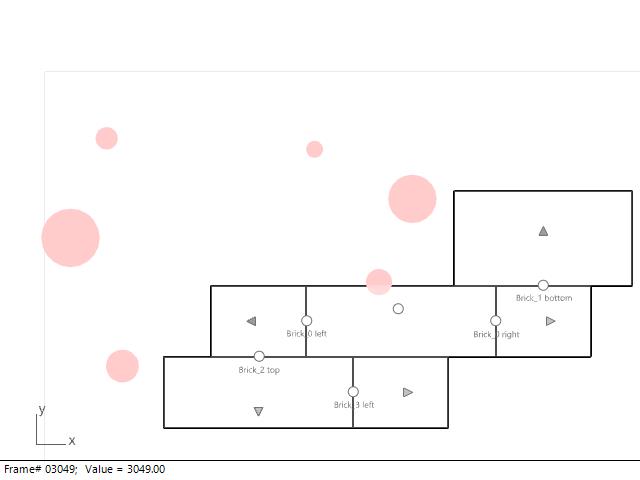 Brick_1 bottom
Brick_0 left
Brick_0 right
Brick_2 top
Brick_3 left
y
x
Frame# 03049; Value = 3049.00